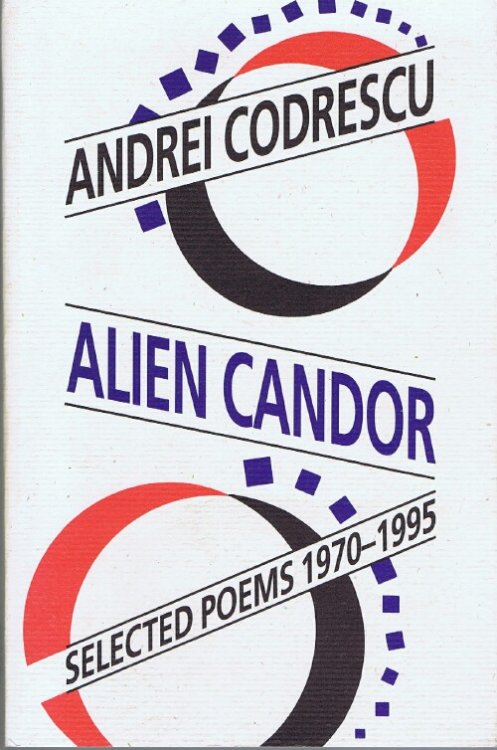 ANDREI CODRESCU
ALIEN CANDOR
SELECTED POEMS 1970–1995